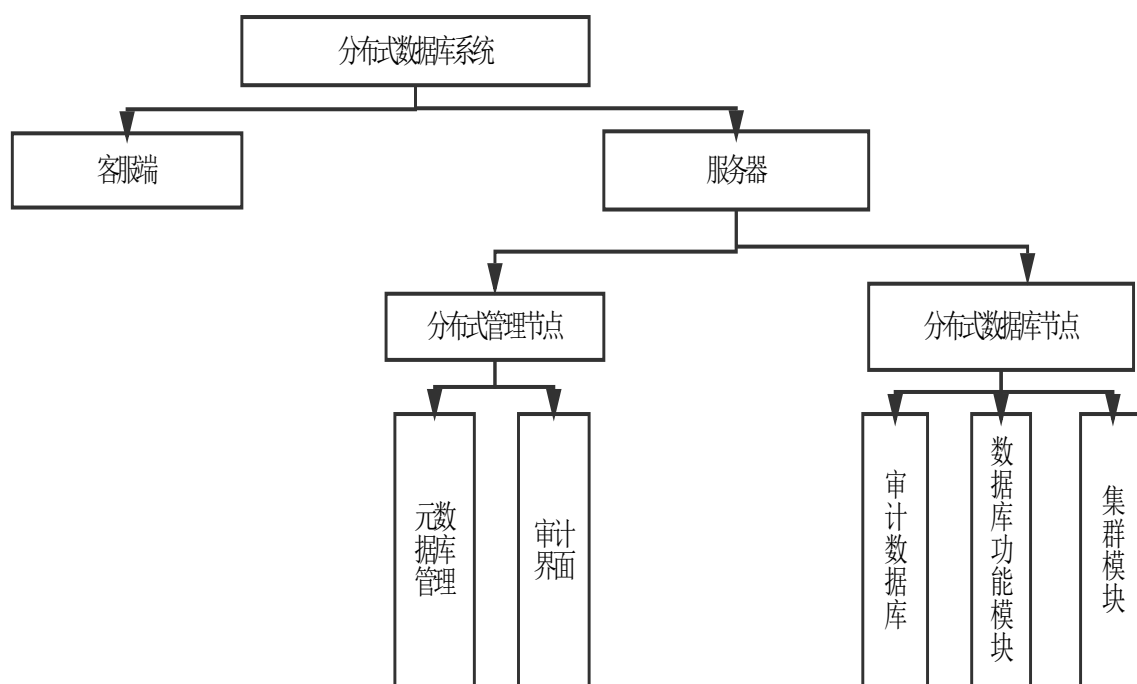 分布式数据库系统
客服端
服务器
分布式管理节点
分布式数据库节点
元数
据库
管理
审计
界面
审计数据库
数据库功能模块
集群模块